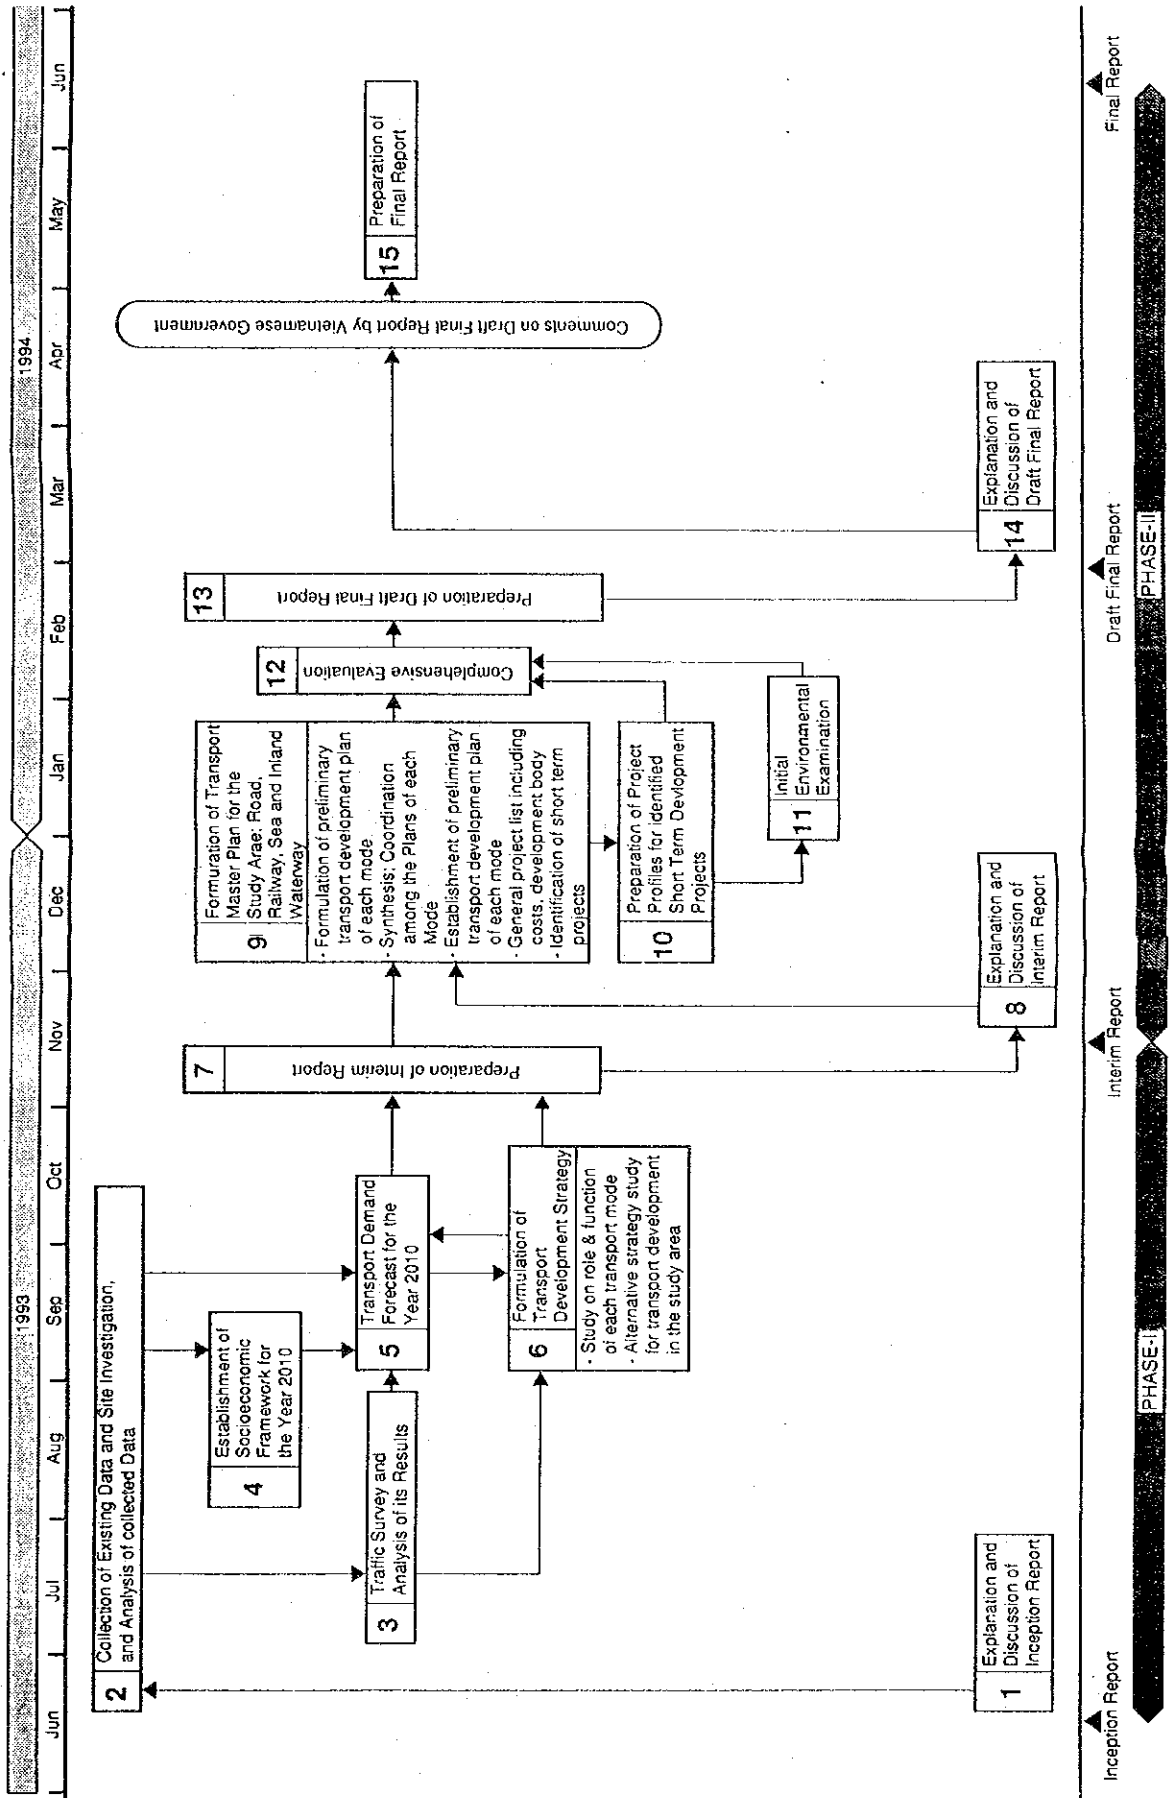 1993
1994
Jun
Jul
Aug
Sep
Oct
Nov
Dec
Jan
Feb
Mar
Apr
May
Jun
2
Collection of Existing Data and Site Investigation,
and Analysis of collected Data
4
Establishment of
Socioeconomic
Framework for
the Year 2010
3
Traffic Survey and
Analysis of its Results
5
Transport Demand
Forecast for the
Year 2010
6
Formulation of
Transport
Development Strategy
· Study on role & function
of each transport mode
· Alternative strategy study
for transport development
in the study area
1
Explanation and
Discussion of
Inception Report
7
Preparation of Interim Report
8
Explanation and
Discussion of
Interim Report
9
Formuration of Transport
Master Plan for the
Study Arae: Road,
Railway, Sea and Inland
Waterway
· Formulation of preliminary
transport development plan
of each mode
· Synthesis; Coordination
among the Plans of each
Mode
· Establishment of preliminary
transport development plan
of each mode
· General project list including
costs, development body
· Identification of short term
projects
10
Preparation of Project
Profiles for identified
Short Term Devlopment
Projects
11
Initial
Environmental
Examination
12
Comprehensive Evaluation
13
Preparation of Draft Final Report
14
Explanation and
Discussion of
Draft Final Report
Comments on Draft Final Report by Vietnamese Government
15
Preparation of
Final Report
Inception Report
Interim Report
Draft Final Report
Final Report
PHASE-I
PHASE-II